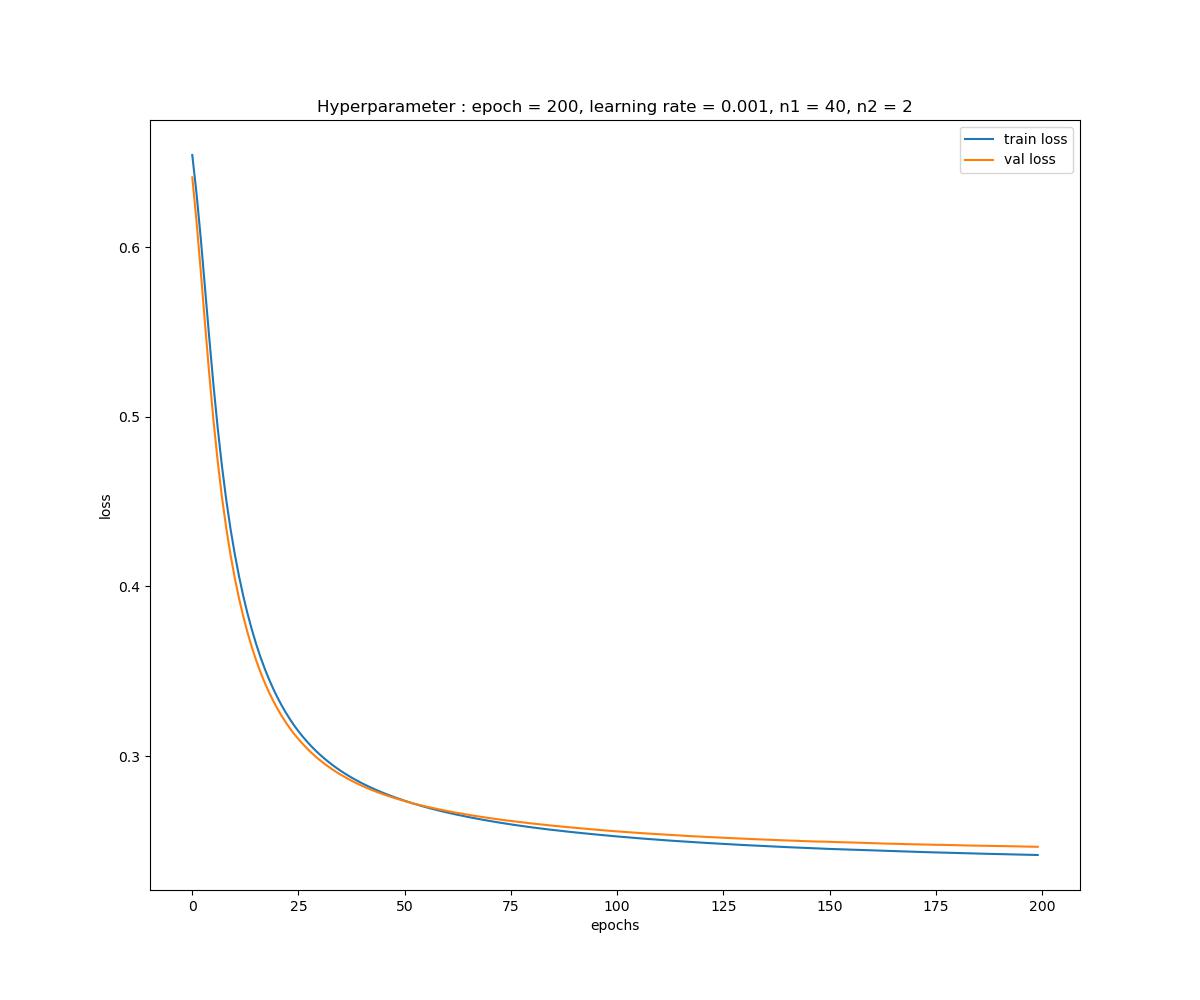 Hyperparameter : epoch = 200, learning rate = 0.001, n1 = 40, n2 = 2
train loss
val loss
0.6
0.5
0.4
0.3
loss
0 25 50 75 100 125 150 175 200
epochs